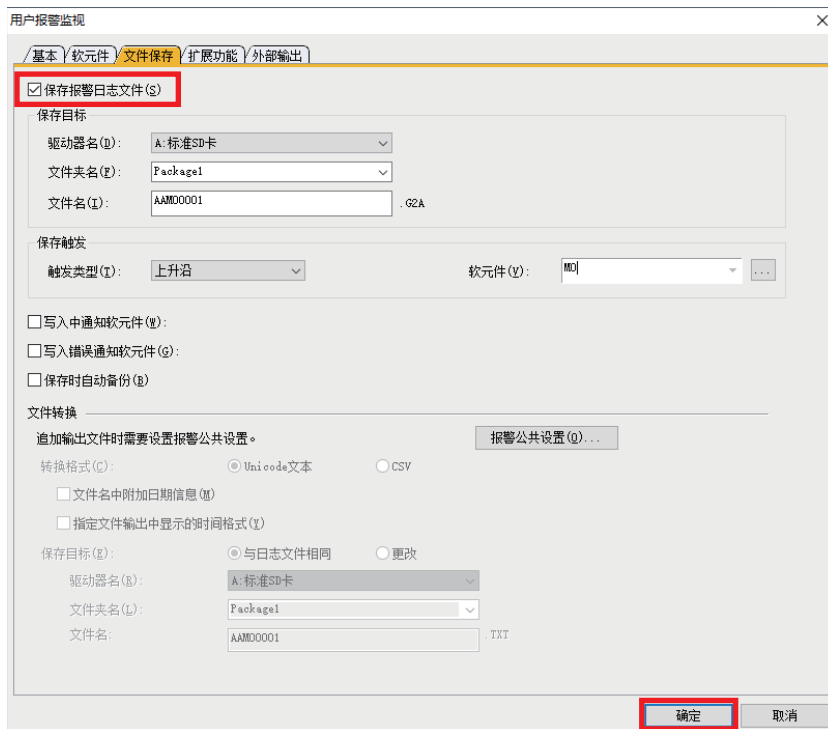 用户报警监视
基本 软元件 文件保存 扩展功能 外部输出
保存报警日志文件(S)
保存目标
驱动器名(D): A:标准SD卡
文件夹名(F): Package1
文件名(I): AAM00001 .G2A
保存触发
触发类型(T): 上升沿 软元件(V): M0 ...
写入中通知软元件(W):
写入错误通知软元件(G):
保存时自动备份(B)
文件转换
追加输出文件时需要设置报警公共设置。 报警公共设置(O)...
转换格式(C): Unicode文本 CSV
文件名中附加日期信息(M)
指定文件输出中显示的时间格式(Y)
保存目标(E): 与日志文件相同 更改
驱动器名(R): A:标准SD卡
文件夹名(L): Package1
文件名: AAM00001 .TXT
确定 取消